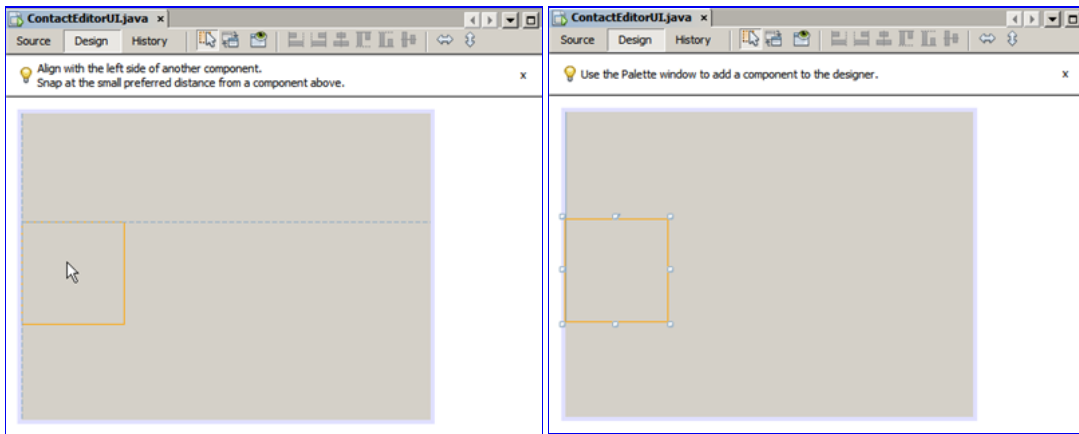 ContactEditorUI.java x
Source Design History
Align with the left side of another component.
Snap at the small preferred distance from a component above.
x
ContactEditorUI.java x
Source Design History
Use the Palette window to add a component to the designer.
x